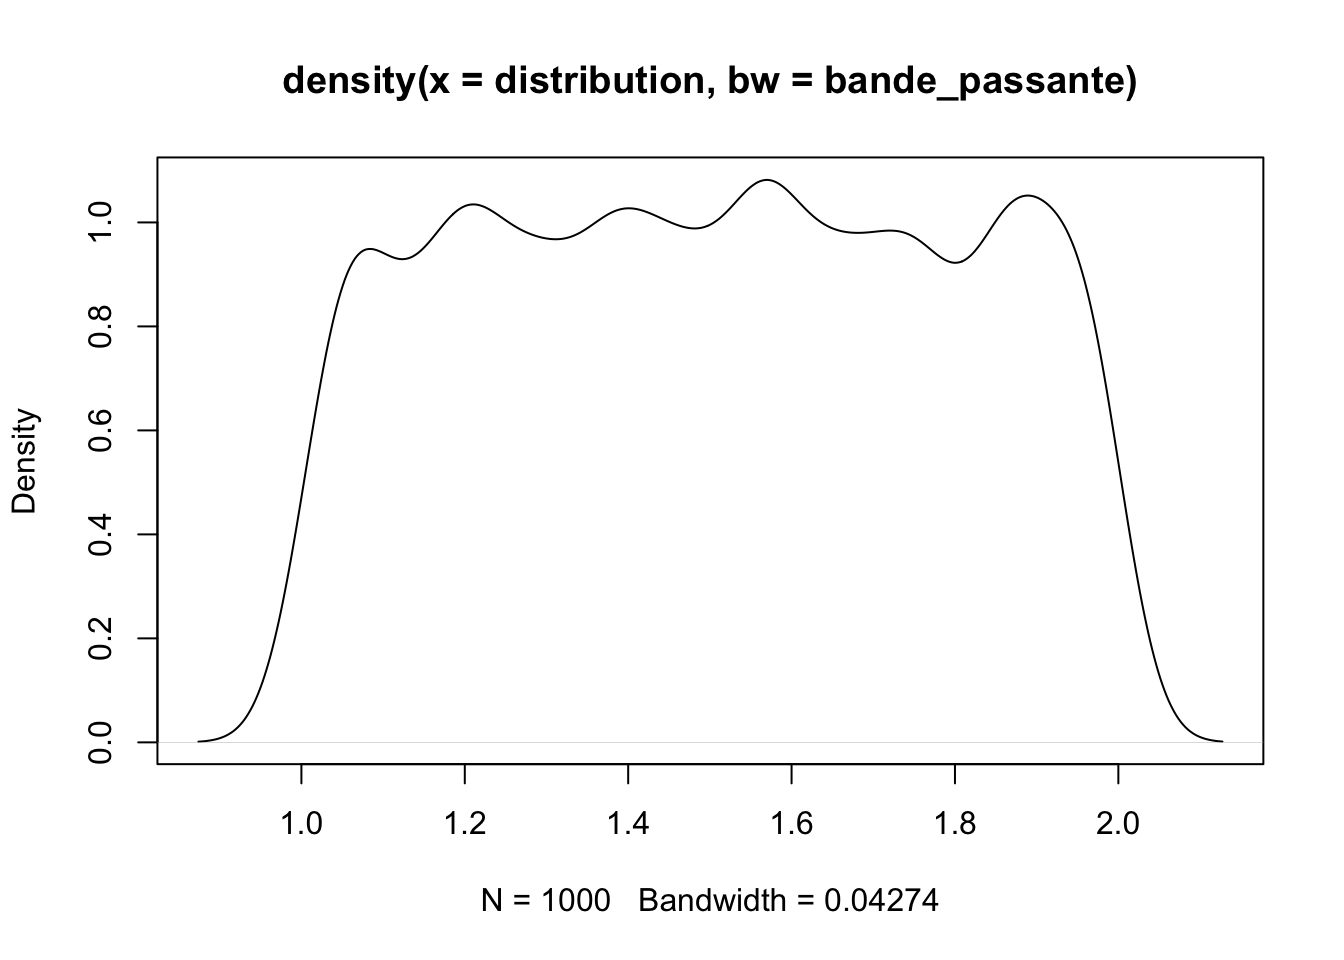 density(x = distribution, bw = bande_passante)
Density
1.0
0.8
0.6
0.4
0.2
0.0
1.0 1.2 1.4 1.6 1.8 2.0
N = 1000 Bandwidth = 0.04274